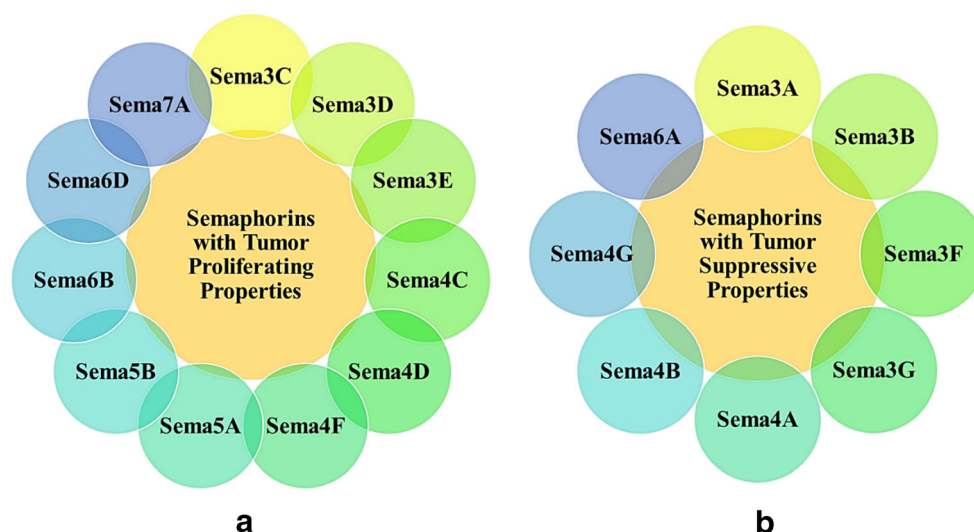 Sema3C
Sema3D
Sema3E
Sema4C
Sema4D
Sema4F
Sema5A
Sema5B
Sema6B
Sema6D
Sema7A
Semaphorins
with Tumor
Proliferating
Properties
a
Sema3A
Sema3B
Sema3F
Sema3G
Sema4A
Sema4B
Sema4G
Sema6A
Semaphorins
with Tumor
Suppressive
Properties
b